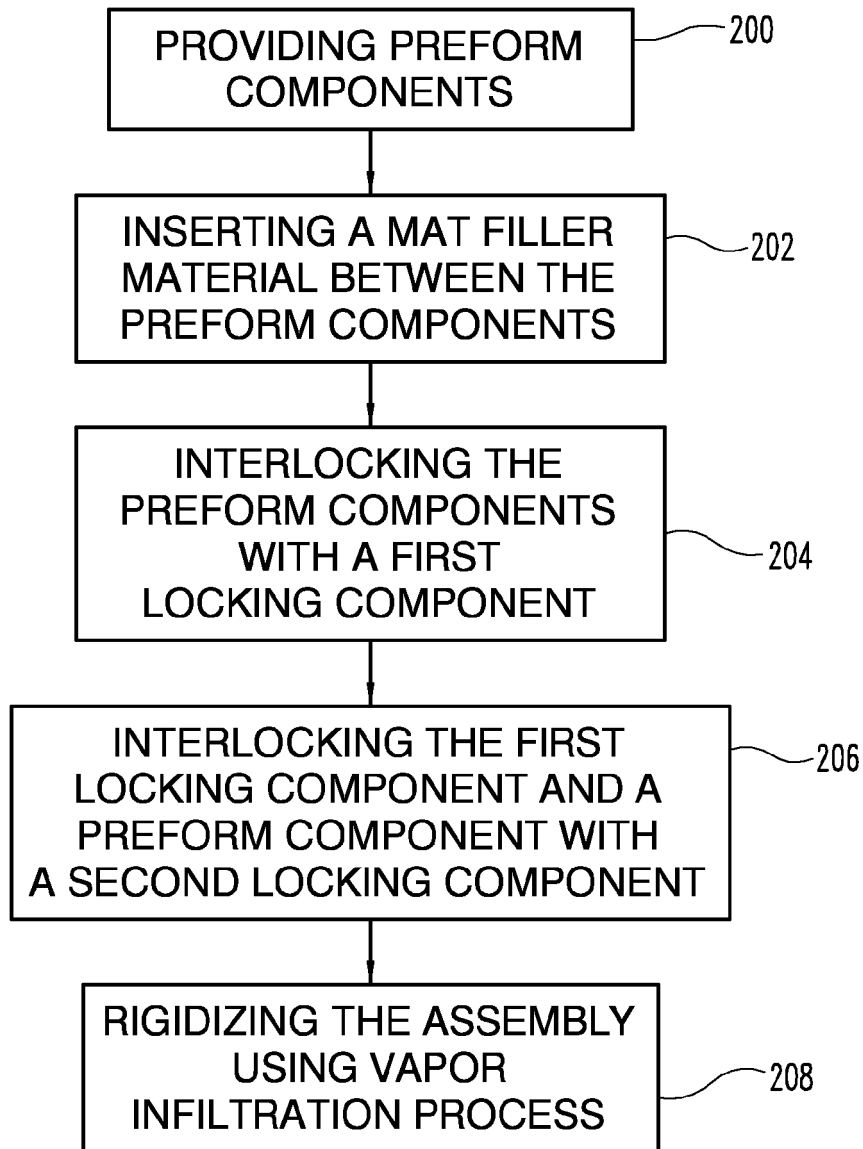 PROVIDING PREFORM
COMPONENTS
200
INSERTING A MAT FILLER
MATERIAL BETWEEN THE
PREFORM COMPONENTS
202
INTERLOCKING THE
PREFORM COMPONENTS
WITH A FIRST
LOCKING COMPONENT
204
INTERLOCKING THE FIRST
LOCKING COMPONENT AND A
PREFORM COMPONENT WITH
A SECOND LOCKING COMPONENT
206
RIGIDIZING THE ASSEMBLY
USING VAPOR
INFILTRATION PROCESS
208